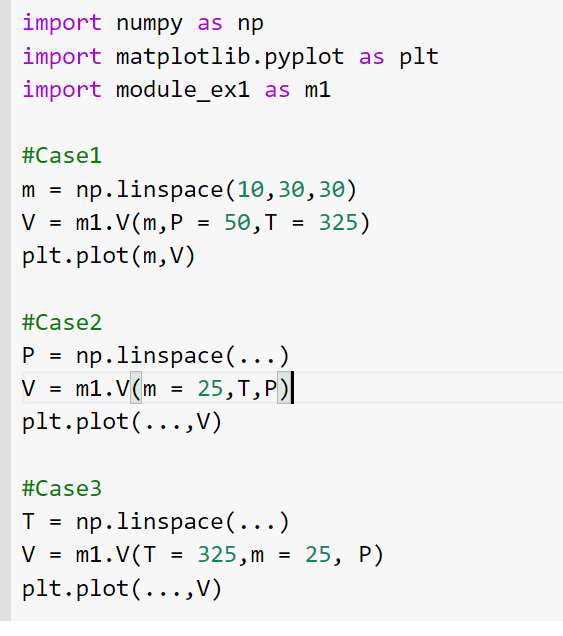 import numpy as np
import matplotlib.pyplot as plt
import module_ex1 as m1
#Case1
m = np.linspace(10,30,30)
V = m1.V(m,P = 50,T = 325)
plt.plot(m,V)
#Case2
P = np.linspace(...)
V = m1.V(m = 25,T,P)
plt.plot(...,V)
#Case3
T = np.linspace(...)
V = m1.V(T = 325,m = 25, P)
plt.plot(...,V)